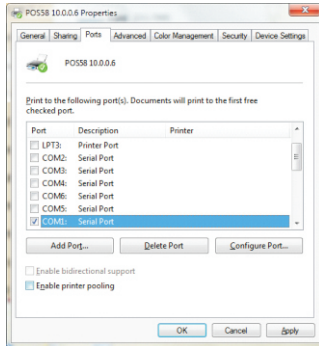 POS58 10.0.0.6 Properties
General Sharing Ports Advanced Color Management Security Device Settings
POS58 10.0.0.6
Print to the following port(s). Documents will print to the first free
checked port.
Port Description Printer
LPT3: Printer Port
COM2: Serial Port
COM3: Serial Port
COM4: Serial Port
COM6: Serial Port
COM5: Serial Port
COM1: Serial Port
Add Port... Delete Port Configure Port...
Enable bidirectional support
Enable printer pooling
OK Cancel Apply